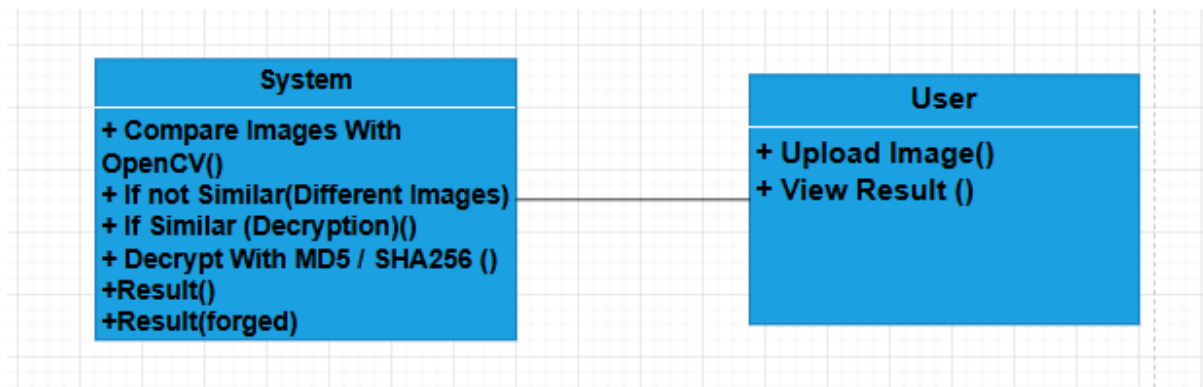 System
+ Compare Images With
OpenCV()
+ If not Similar(Different Images)
+ If Similar (Decryption)()
+ Decrypt With MD5 / SHA256 ()
+Result()
+Result(forged)
User
+ Upload Image()
+ View Result ()